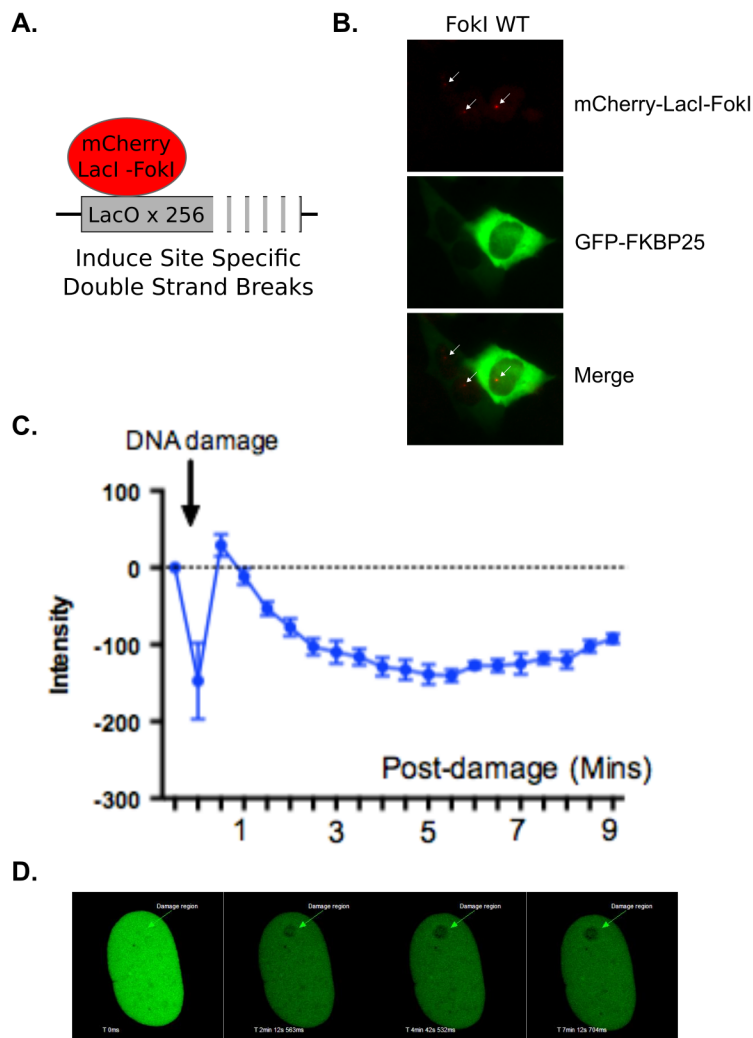 A.
mCherry
LacI -FokI
LacO x 256
Induce Site Specific
Double Strand Breaks
B.
FokI WT
mCherry-LacI-FokI
GFP-FKBP25
Merge
C.
DNA damage
100
0
-100
-200
-300
Intensity
Post-damage (Mins)
1 3 5 7 9
D.
Damage region
Damage region
Damage region
Damage region
T 0ms
T 2min 12s 563ms
T 4min 42s 532ms
T 7min 12s 704ms